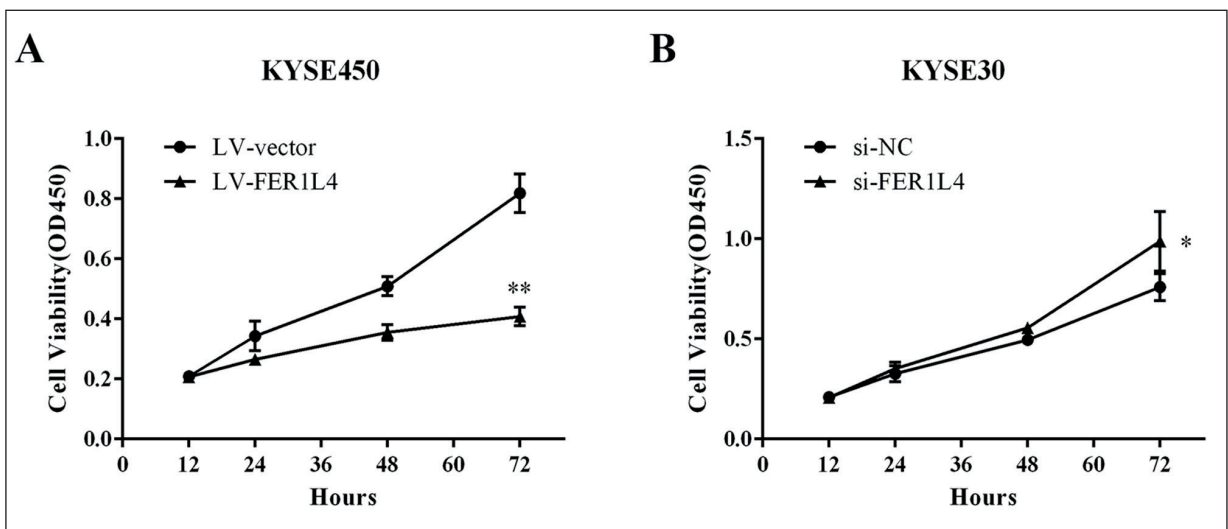 A
KYSE450
LV-vector
LV-FER1L4
Cell Viability(OD450)
1.0
0.8
0.6
0.4
0.2
0.0
**
0 12 24 36 48 60 72
Hours
B
KYSE30
si-NC
si-FER1L4
Cell Viability(OD450)
1.5
1.0
0.5
0.0
*
0 12 24 36 48 60 72
Hours